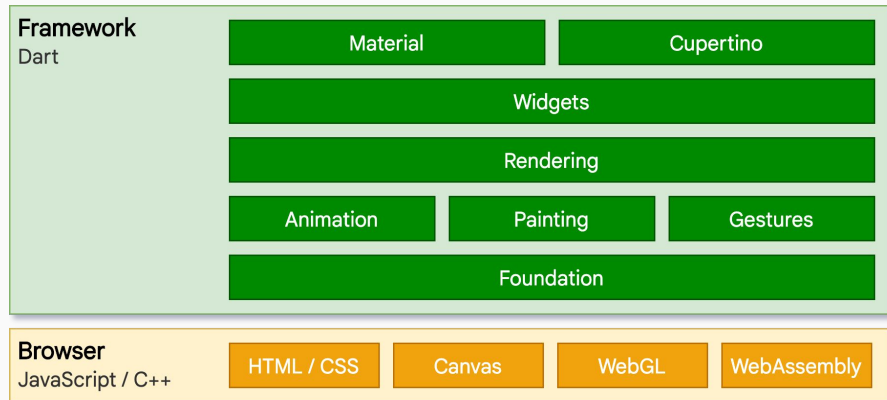 Framework
Dart
Material
Cupertino
Widgets
Rendering
Animation
Painting
Gestures
Foundation
Browser
JavaScript / C++
HTML / CSS
Canvas
WebGL
WebAssembly